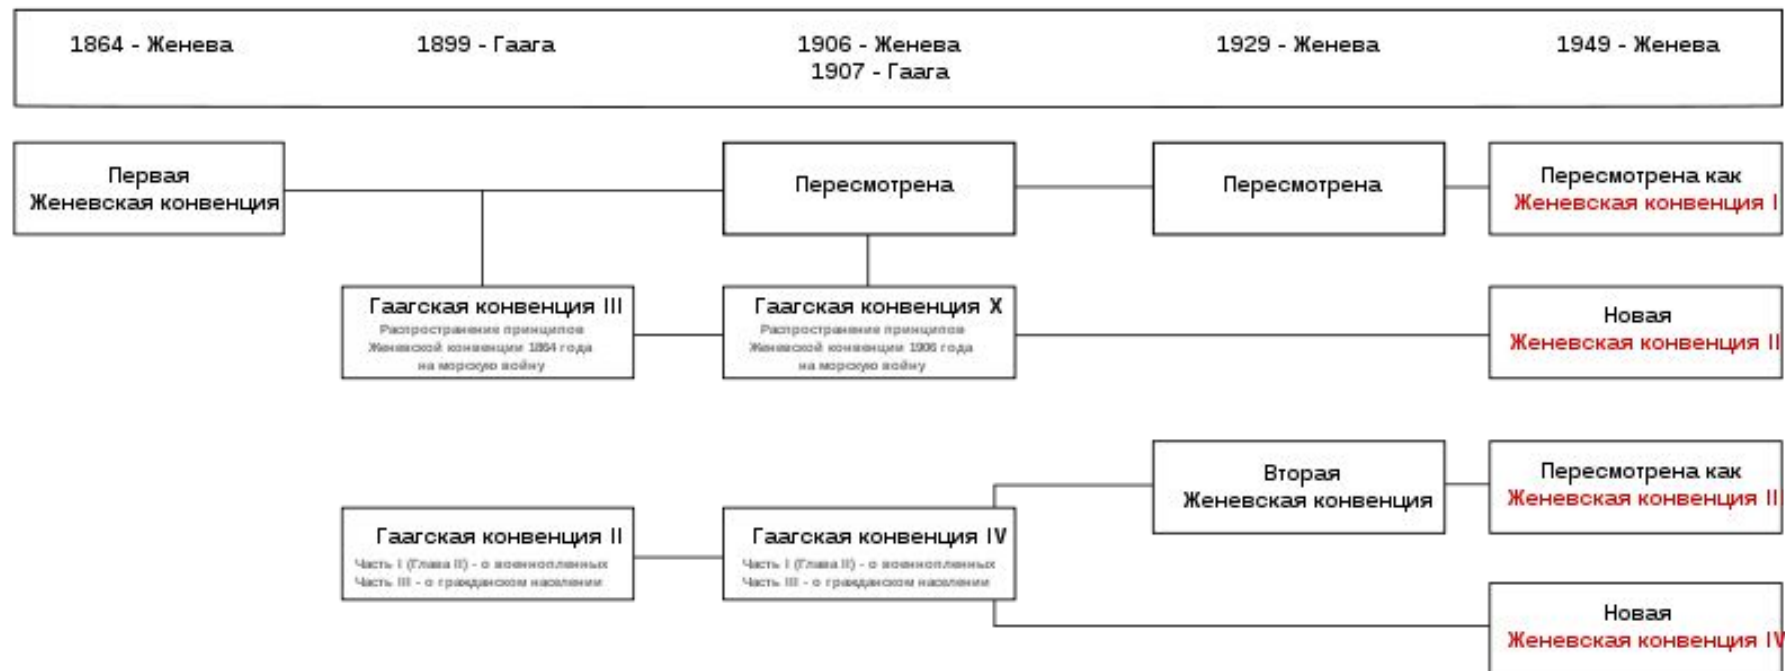 1864 - Женева
1899 - Гаага
1906 - Женева
1907 - Гаага
1929 - Женева
1949 - Женева
Первая
Женевская конвенция
Пересмотрена
Пересмотрена
Пересмотрена как
Женевская конвенция I
Гаагская конвенция III
Распространение принципов
Женевской конвенции 1864 года
на морскую войну
Гаагская конвенция X
Распространение принципов
Женевской конвенции 1906 года
на морскую войну
Новая
Женевская конвенция II
Вторая
Женевская конвенция
Пересмотрена как
Женевская конвенция III
Гаагская конвенция II
Часть I (Глава II) - о военнопленных
Часть III - о гражданском населении
Гаагская конвенция IV
Часть I (Глава II) - о военнопленных
Часть III - о гражданском населении
Новая
Женевская конвенция IV